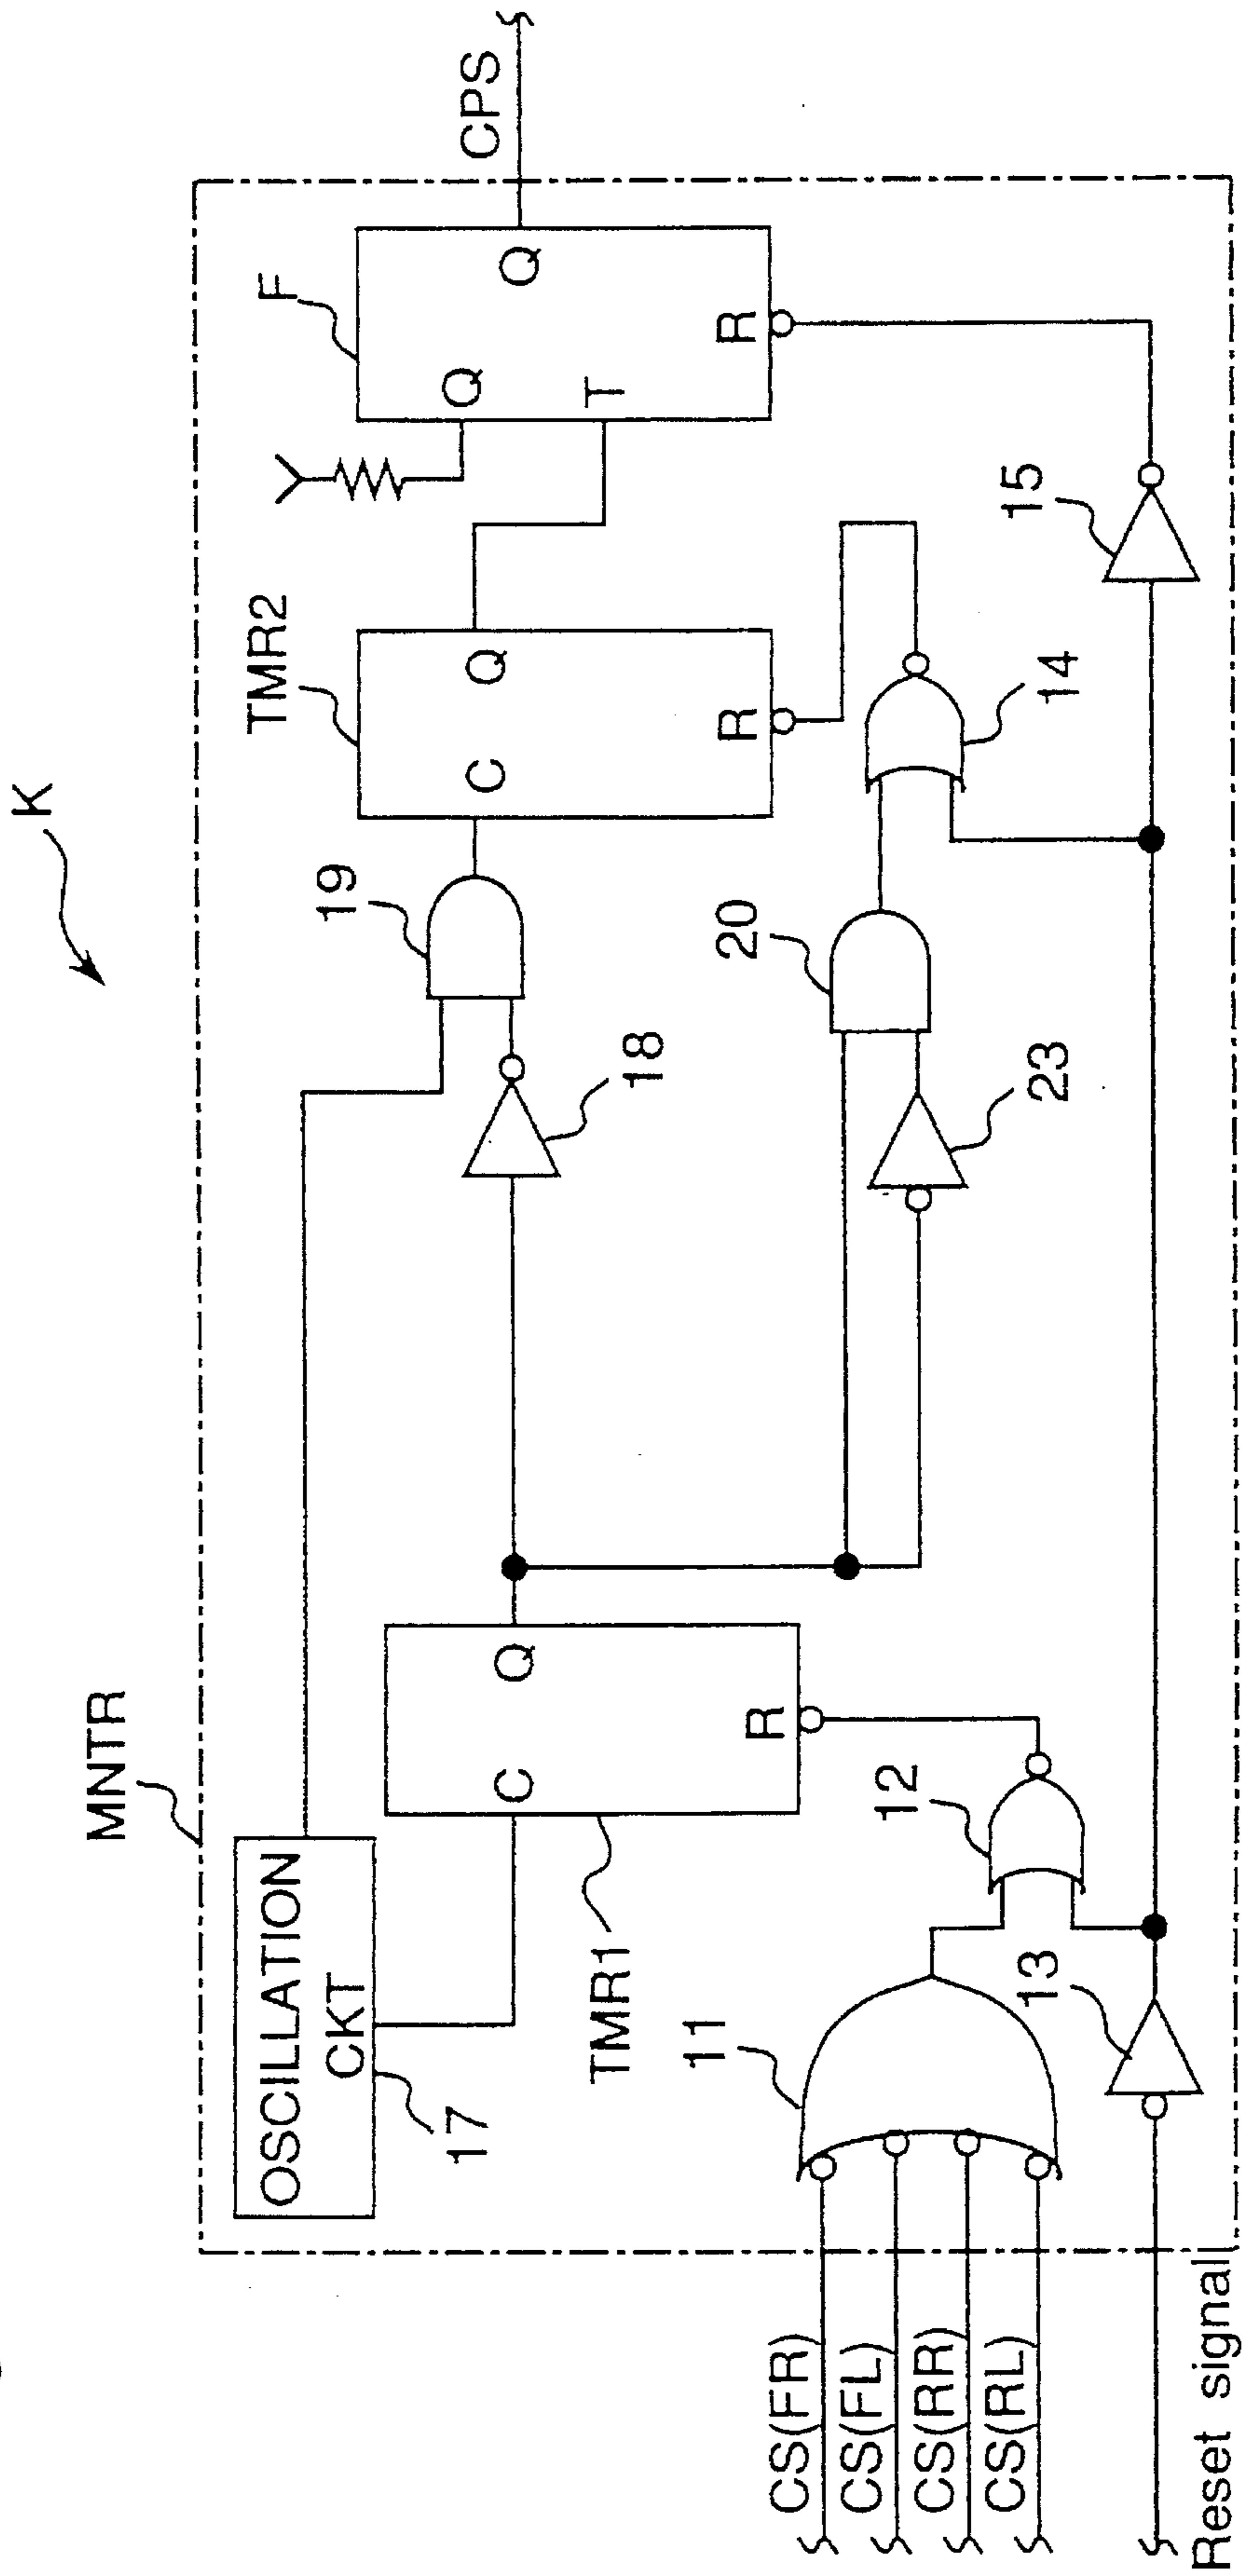 K
MNTR
OSCILLATION
CKT
17
C
Q
R
TMR1
18
19
TMR2
C
Q
R
F
Q
T
Q
R
CPS
11
12
13
20
23
14
15
CS(FR)
CS(FL)
CS(RR)
CS(RL)
Reset signal